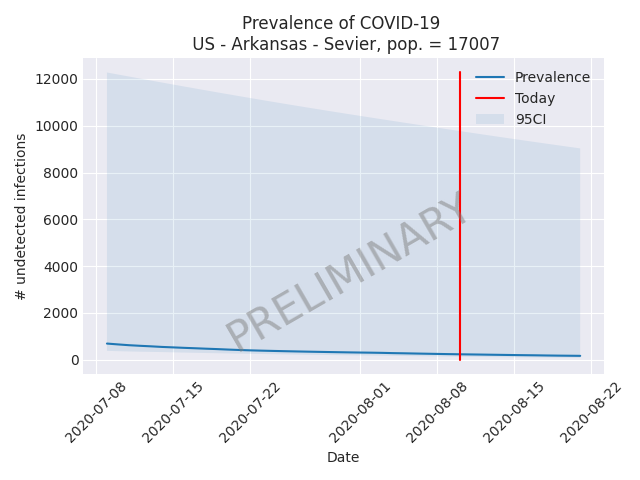 Prevalence of COVID-19
US - Arkansas - Sevier, pop. = 17007
12000
10000
8000
6000
4000
2000
0
# undetected infections
Prevalence
Today
95CI
PRELIMINARY
2020-07-08
2020-07-15
2020-07-22
2020-08-01
2020-08-08
2020-08-15
2020-08-22
Date